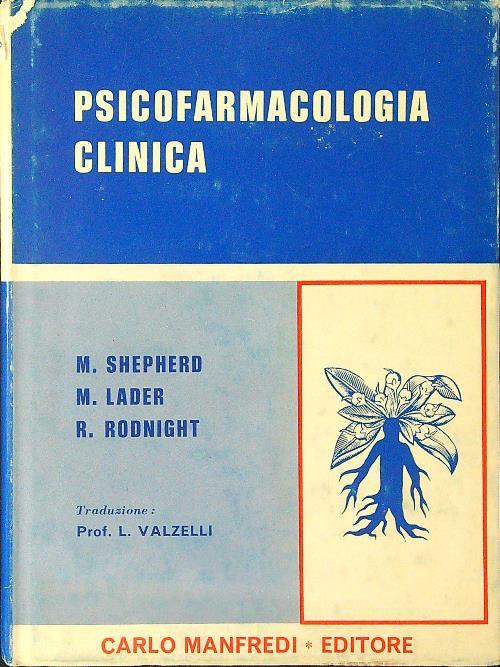 PSICOFARMACOLOGIA
CLINICA
M. SHEPHERD
M. LADER
R. RODNIGHT
Traduzione:
Prof. L. VALZELLI
CARLO MANFREDI * EDITORE